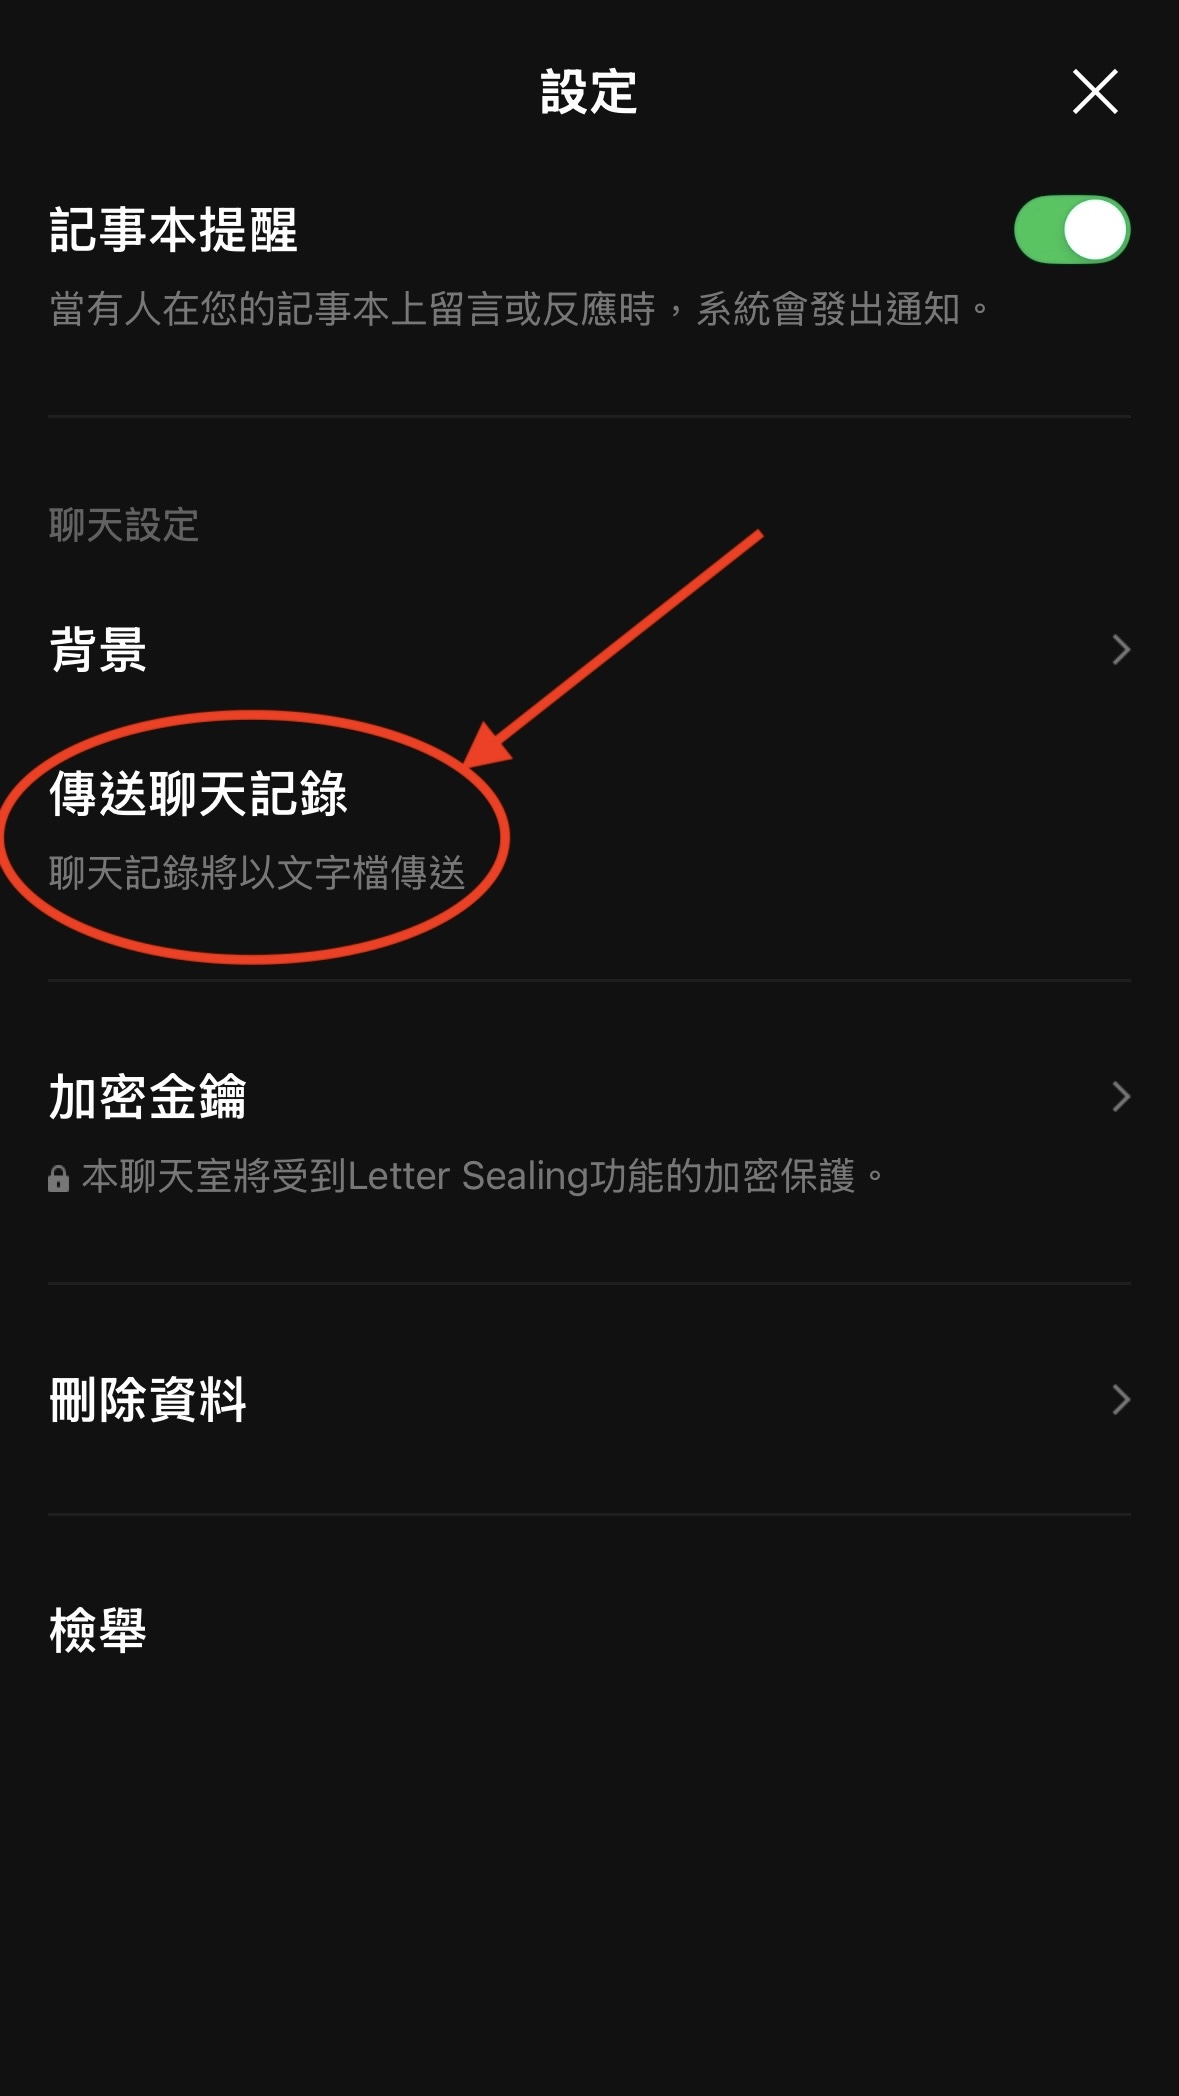 設定
記事本提醒
當有人在您的記事本上留言或反應時，系統會發出通知。
聊天設定
背景
傳送聊天記錄
聊天記錄將以文字檔傳送
加密金鑰
本聊天室將受到Letter Sealing功能的加密保護。
刪除資料
檢舉